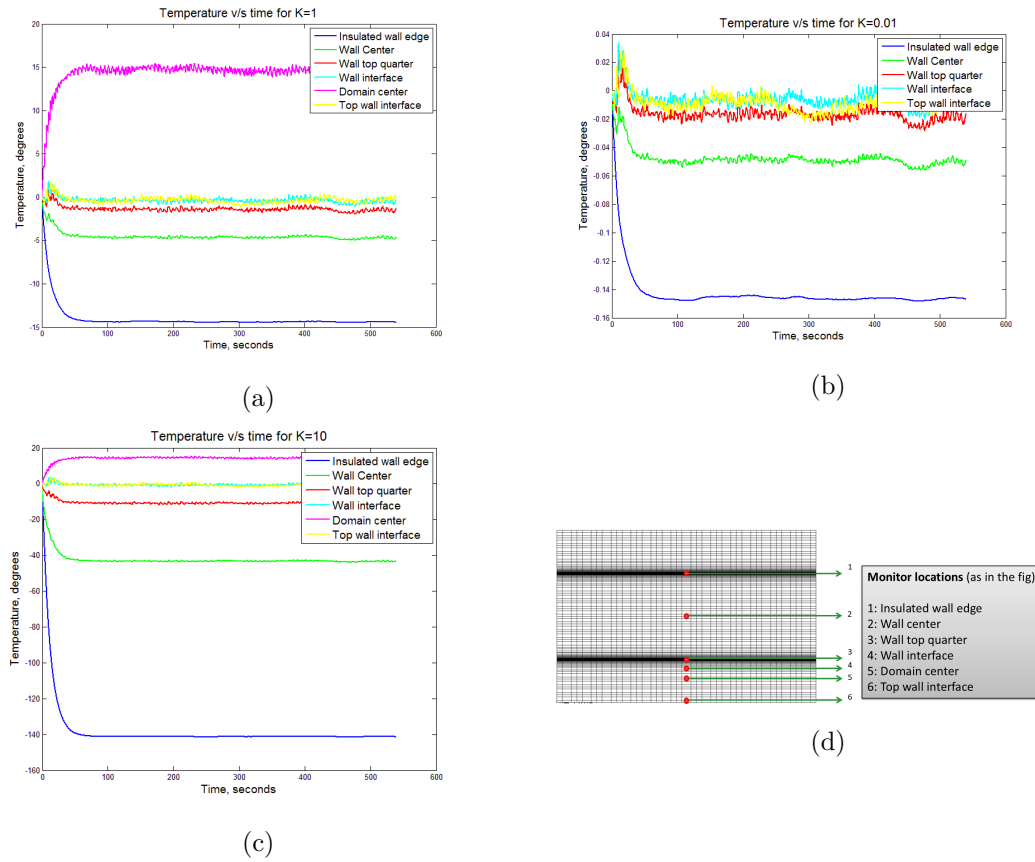 Temperature v/s time for K=1
20
15
10
5
0
-5
-10
-15
0
100
200
300
400
500
600
Temperature, degrees
Time, seconds
Insulated wall edge
Wall Center
Wall top quarter
Wall interface
Domain center
Top wall interface
(a)
Temperature v/s time for K=0.01
0.04
0.02
0
-0.02
-0.04
-0.06
-0.08
-0.1
-0.12
-0.14
-0.16
0
100
200
300
400
500
600
Temperature, degrees
Time, seconds
Insulated wall edge
Wall Center
Wall top quarter
Wall interface
Top wall interface
(b)
Temperature v/s time for K=10
20
0
-20
-40
-60
-80
-100
-120
-140
-160
0
100
200
300
400
500
600
Temperature, degrees
Time, seconds
Insulated wall edge
Wall Center
Wall top quarter
Wall interface
Domain center
Top wall interface
(c)
1
2
3
4
5
6
Monitor locations (as in the fig)
1: Insulated wall edge
2: Wall center
3: Wall top quarter
4: Wall interface
5: Domain center
6: Top wall interface
(d)